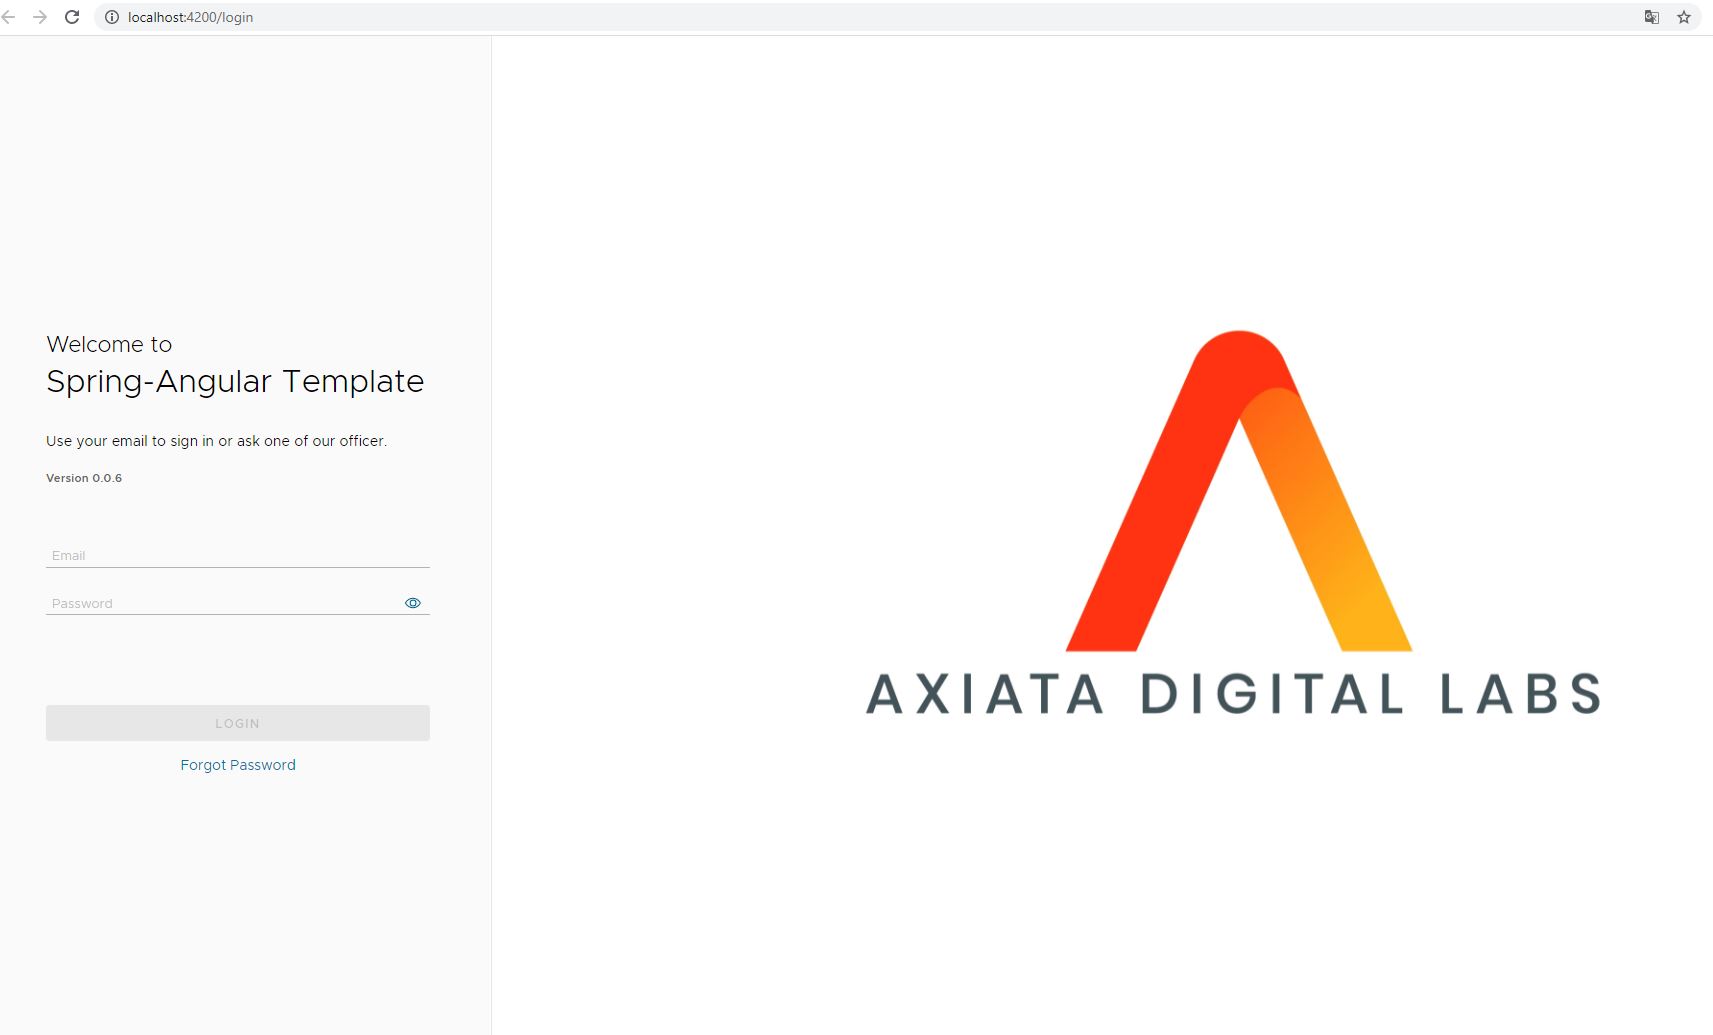 localhost:4200/login
Welcome to
Spring-Angular Template
Use your email to sign in or ask one of our officer.
Version 0.0.6
Email
Password
LOGIN
Forgot Password
AXIATA DIGITAL LABS